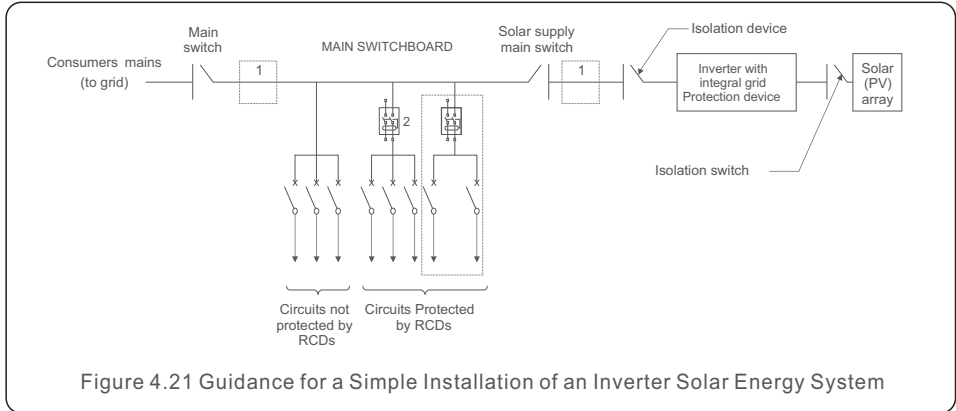 Main
switch
MAIN SWITCHBOARD
Solar supply
main switch
Isolation device
Consumers mains
(to grid)
1
1
Inverter with
integral grid
Protection device
Solar
(PV)
array
2
Isolation switch
Circuits not
protected by
RCDs
Circuits Protected
by RCDs
Figure 4.21 Guidance for a Simple Installation of an Inverter Solar Energy System